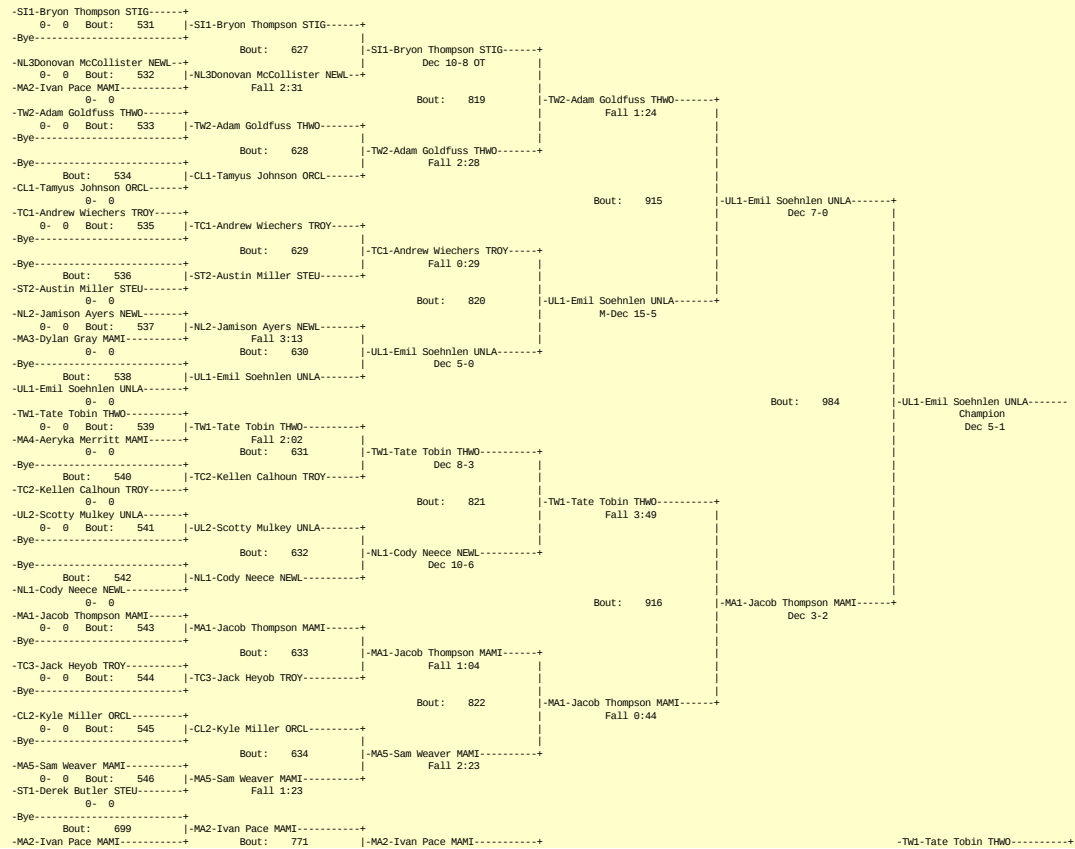 -SI1-Bryon Thompson STIG------+
0-  0   Bout:    531     |-SI1-Bryon Thompson STIG------+
-Bye-------------------------+                              |
Bout:    627         |-SI1-Bryon Thompson STIG------+
-NL3Donovan McCollister NEWL--+                              |         Dec 10-8 OT             |
0-  0   Bout:    532     |-NL3Donovan McCollister NEWL--+                              |
-MA2-Ivan Pace MAMI-----------+          Fall 2:31                                          |
0-  0                                                   Bout:    819         |-TW2-Adam Goldfuss THWO-------+
-TW2-Adam Goldfuss THWO-------+                                                             |          Fall 1:24              |
0-  0   Bout:    533     |-TW2-Adam Goldfuss THWO-------+                              |                              |
-Bye-------------------------+                              |                              |                              |
Bout:    628         |-TW2-Adam Goldfuss THWO-------+                              |
-Bye-------------------------+                              |          Fall 2:28                                          |
Bout:    534         |-CL1-Tamyus Johnson ORCL------+                                                             |
-CL1-Tamyus Johnson ORCL------+                                                                                            |
0-  0                                                                                  Bout:    915         |-UL1-Emil Soehnlen UNLA-------+
-TC1-Andrew Wiechers TROY-----+                                                                                            |           Dec 7-0               |
0-  0   Bout:    535     |-TC1-Andrew Wiechers TROY-----+                                                             |                              |
-Bye-------------------------+                              |                                                             |                              |
Bout:    629         |-TC1-Andrew Wiechers TROY-----+                              |                              |
-Bye-------------------------+                              |          Fall 0:29              |                              |                              |
Bout:    536         |-ST2-Austin Miller STEU-------+                              |                              |                              |
-ST2-Austin Miller STEU-------+                                                             |                              |                              |
0-  0                                                   Bout:    820         |-UL1-Emil Soehnlen UNLA-------+                              |
-NL2-Jamison Ayers NEWL-------+                                                             |         M-Dec 15-5                                          |
0-  0   Bout:    537     |-NL2-Jamison Ayers NEWL-------+                              |                                                             |
-MA3-Dylan Gray MAMI----------+          Fall 3:13              |                              |                                                             |
0-  0                    Bout:    630         |-UL1-Emil Soehnlen UNLA-------+                                                             |
-Bye-------------------------+                              |           Dec 5-0                                                                          |
Bout:    538         |-UL1-Emil Soehnlen UNLA-------+                                                                                            |
-UL1-Emil Soehnlen UNLA-------+                                                                                                                           |
0-  0                                                                                                                 Bout:    984         |-UL1-Emil Soehnlen UNLA-------
-TW1-Tate Tobin THWO----------+                                                                                                                           |           Champion
0-  0   Bout:    539     |-TW1-Tate Tobin THWO----------+                                                                                            |            Dec 5-1
-MA4-Aeryka Merritt MAMI------+          Fall 2:02              |                                                                                            |
0-  0                    Bout:    631         |-TW1-Tate Tobin THWO----------+                                                             |
-Bye-------------------------+                              |           Dec 8-3               |                                                             |
Bout:    540         |-TC2-Kellen Calhoun TROY------+                              |                                                             |
-TC2-Kellen Calhoun TROY------+                                                             |                                                             |
0-  0                                                   Bout:    821         |-TW1-Tate Tobin THWO----------+                              |
-UL2-Scotty Mulkey UNLA-------+                                                             |          Fall 3:49              |                              |
0-  0   Bout:    541     |-UL2-Scotty Mulkey UNLA-------+                              |                              |                              |
-Bye-------------------------+                              |                              |                              |                              |
Bout:    632         |-NL1-Cody Neece NEWL----------+                              |                              |
-Bye-------------------------+                              |          Dec 10-6                                          |                              |
Bout:    542         |-NL1-Cody Neece NEWL----------+                                                             |                              |
-NL1-Cody Neece NEWL----------+                                                                                            |                              |
0-  0                                                                                  Bout:    916         |-MA1-Jacob Thompson MAMI------+
-MA1-Jacob Thompson MAMI------+                                                                                            |           Dec 3-2
0-  0   Bout:    543     |-MA1-Jacob Thompson MAMI------+                                                             |
-Bye-------------------------+                              |                                                             |
Bout:    633         |-MA1-Jacob Thompson MAMI------+                              |
-TC3-Jack Heyob TROY----------+                              |          Fall 1:04              |                              |
0-  0   Bout:    544     |-TC3-Jack Heyob TROY----------+                              |                              |
-Bye-------------------------+                                                             |                              |
Bout:    822         |-MA1-Jacob Thompson MAMI------+
-CL2-Kyle Miller ORCL---------+                                                             |          Fall 0:44
0-  0   Bout:    545     |-CL2-Kyle Miller ORCL---------+                              |
-Bye-------------------------+                              |                              |
Bout:    634         |-MA5-Sam Weaver MAMI----------+
-MA5-Sam Weaver MAMI----------+                              |          Fall 2:23
0-  0   Bout:    546     |-MA5-Sam Weaver MAMI----------+
-ST1-Derek Butler STEU--------+          Fall 1:23
0-  0
-Bye-------------------------+
Bout:    699         |-MA2-Ivan Pace MAMI-----------+
-MA2-Ivan Pace MAMI-----------+        Bout:    771         |-MA2-Ivan Pace MAMI-----------+                                                             -TW1-Tate Tobin THWO----------+